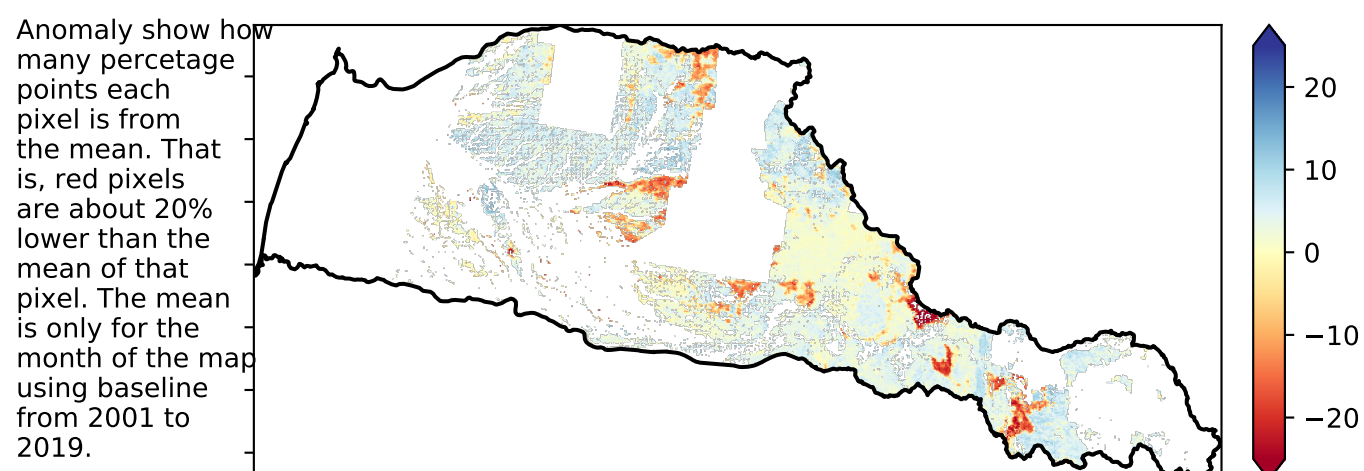 Anomaly show how
many percetage
points each
pixel is from
the mean. That
is, red pixels
are about 20%
lower than the
mean of that
pixel. The mean
is only for the
month of the map
using baseline
from 2001 to
2019.
20
10
0
−10
−20